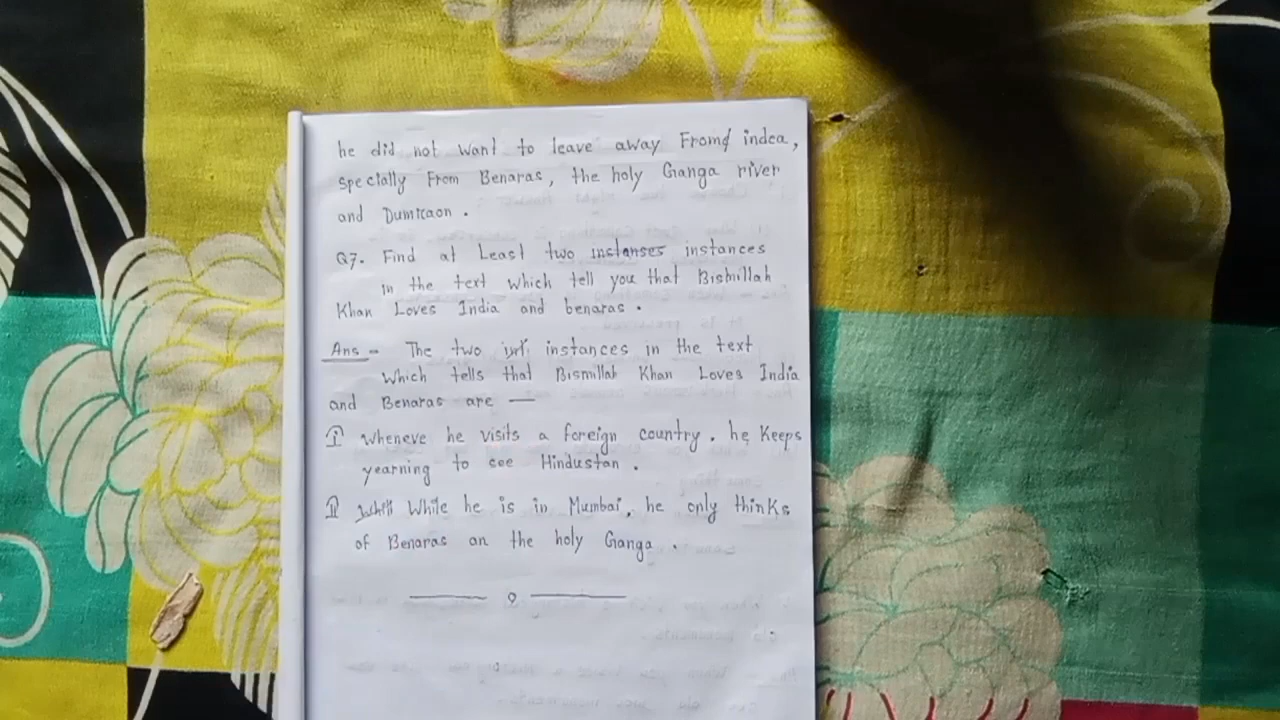 he did not want to leave away From indea,
specially From Benaras, the holy Ganga river
and Dumraon.
Q7. Find at Least two instanses instances
in the text which tell you that Bismillah
Khan Loves India and benaras.
Ans - The two instances in the text
Which tells that Bismillah Khan Loves India
and Benaras are —
I wheneve he visits a foreign country. he Keeps
yearning to see Hindustan.
II While he is in Mumbai, he only thinks
of Benaras an the holy Ganga.